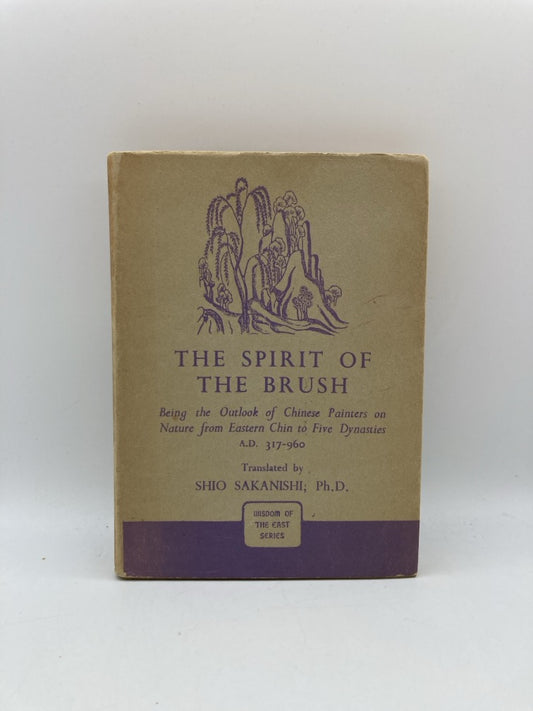 THE SPIRIT OF
THE BRUSH
Being the Outlook of Chinese Painters on
Nature from Eastern Chin to Five Dynasties
A.D. 317-960
Translated by
SHIO SAKANISHI, Ph.D.
WISDOM OF
THE EAST
SERIES